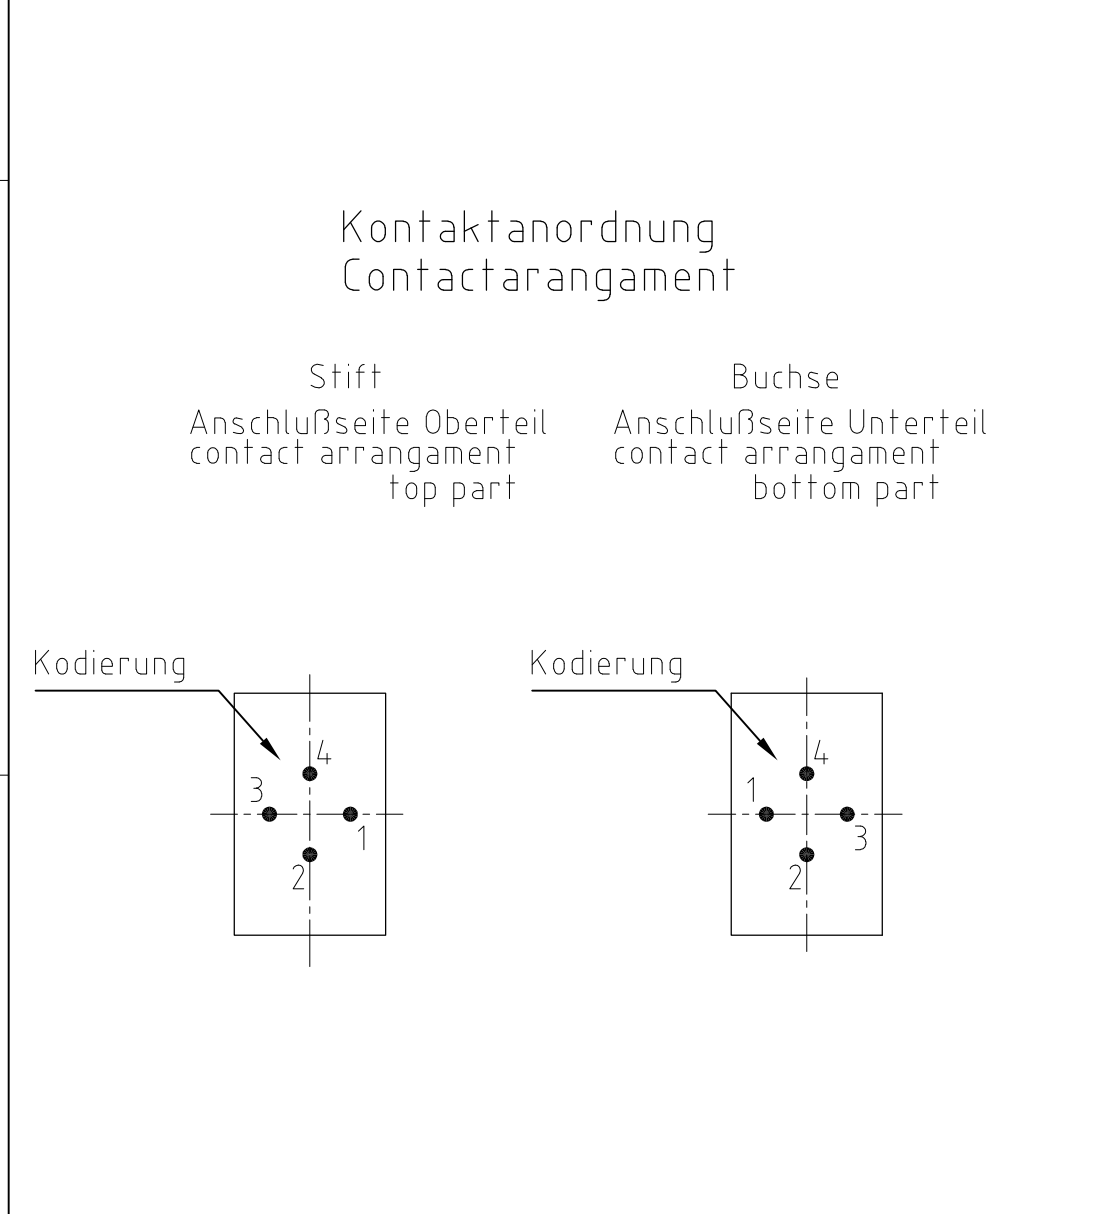 Kontaktanordnung
Contactarangament
Stift
Anschlußseite Oberteil
contact arrangament
top part
Buchse
Anschlußseite Unterteil
contact arrangament
bottom part
Kodierung
4
3
1
2
Kodierung
4
1
3
2